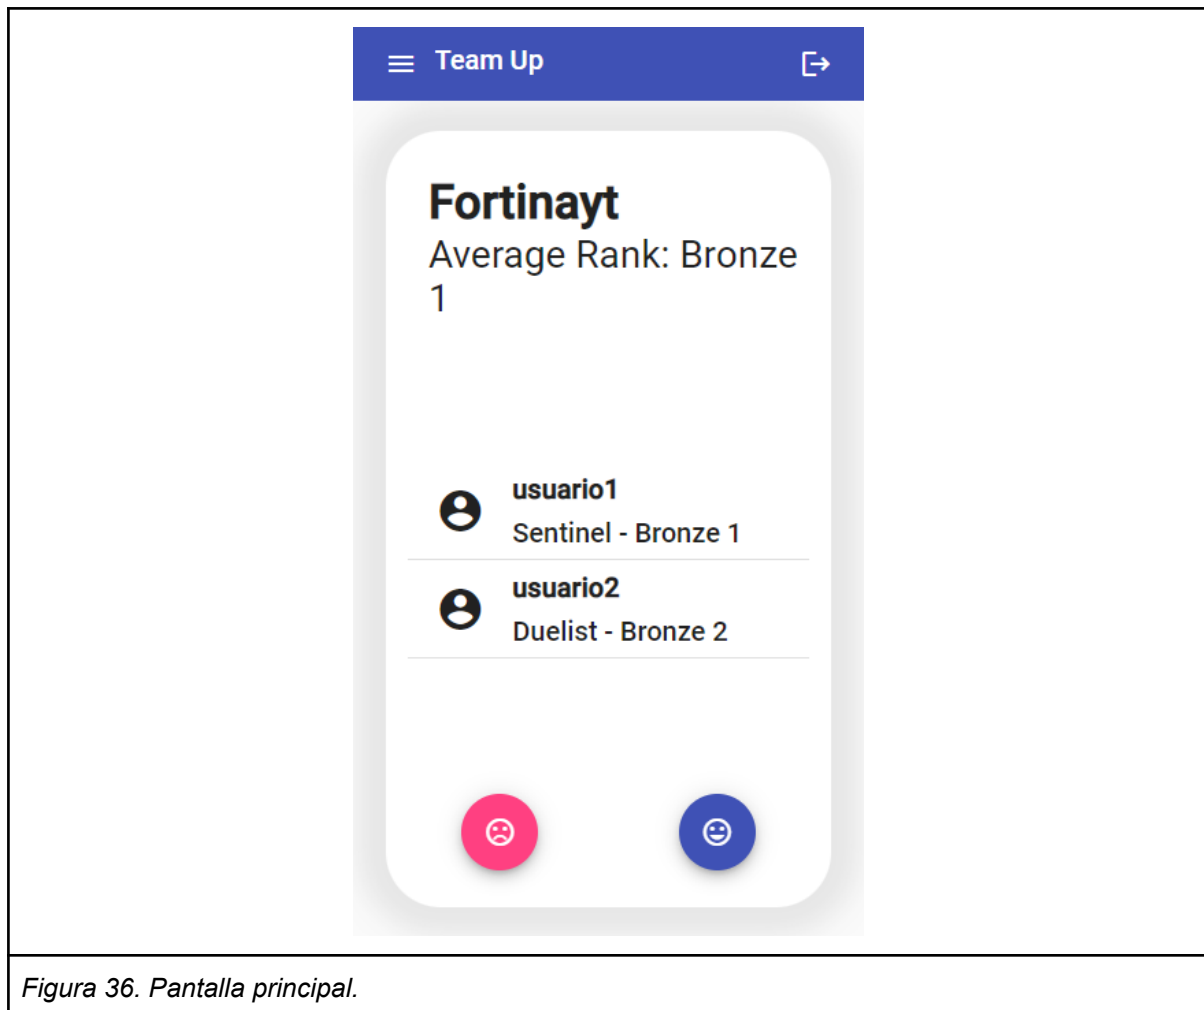 Team Up
Fortinayt
Average Rank: Bronze
1
usuario1
Sentinel - Bronze 1
usuario2
Duelist - Bronze 2
Figura 36. Pantalla principal.